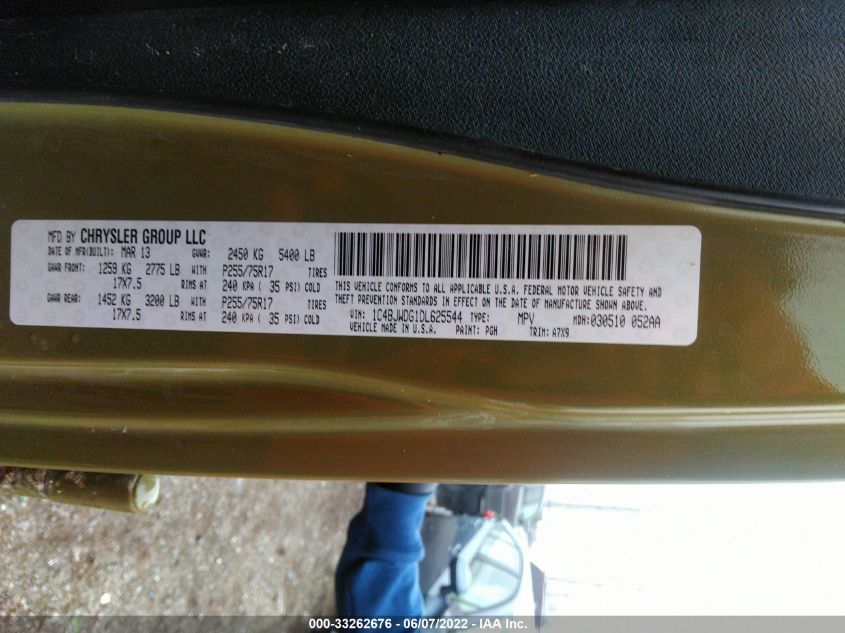 MFD BY CHRYSLER GROUP LLC
DATE OF MFR(BUILT): MAR 13 GVWR: 2450 KG 5400 LB
GAWR FRONT: 1259 KG 2775 LB WITH P255/75R17 TIRES
17X7.5 RIMS AT 240 KPA ( 35 PSI) COLD
GAWR REAR: 1452 KG 3200 LB WITH P255/75R17 TIRES
17X7.5 RIMS AT 240 KPA ( 35 PSI) COLD
THIS VEHICLE CONFORMS TO ALL APPLICABLE U.S.A. FEDERAL MOTOR VEHICLE SAFETY AND
THEFT PREVENTION STANDARDS IN EFFECT ON THE DATE OF MANUFACTURE SHOWN ABOVE.
VIN: 1C4BJWDG1DL625544 TYPE: MPV MDH: 030510 052AA
VEHICLE MADE IN U.S.A. PAINT: PGH TRIM: A7X9
000-33262676 - 06/07/2022 - IAA Inc.